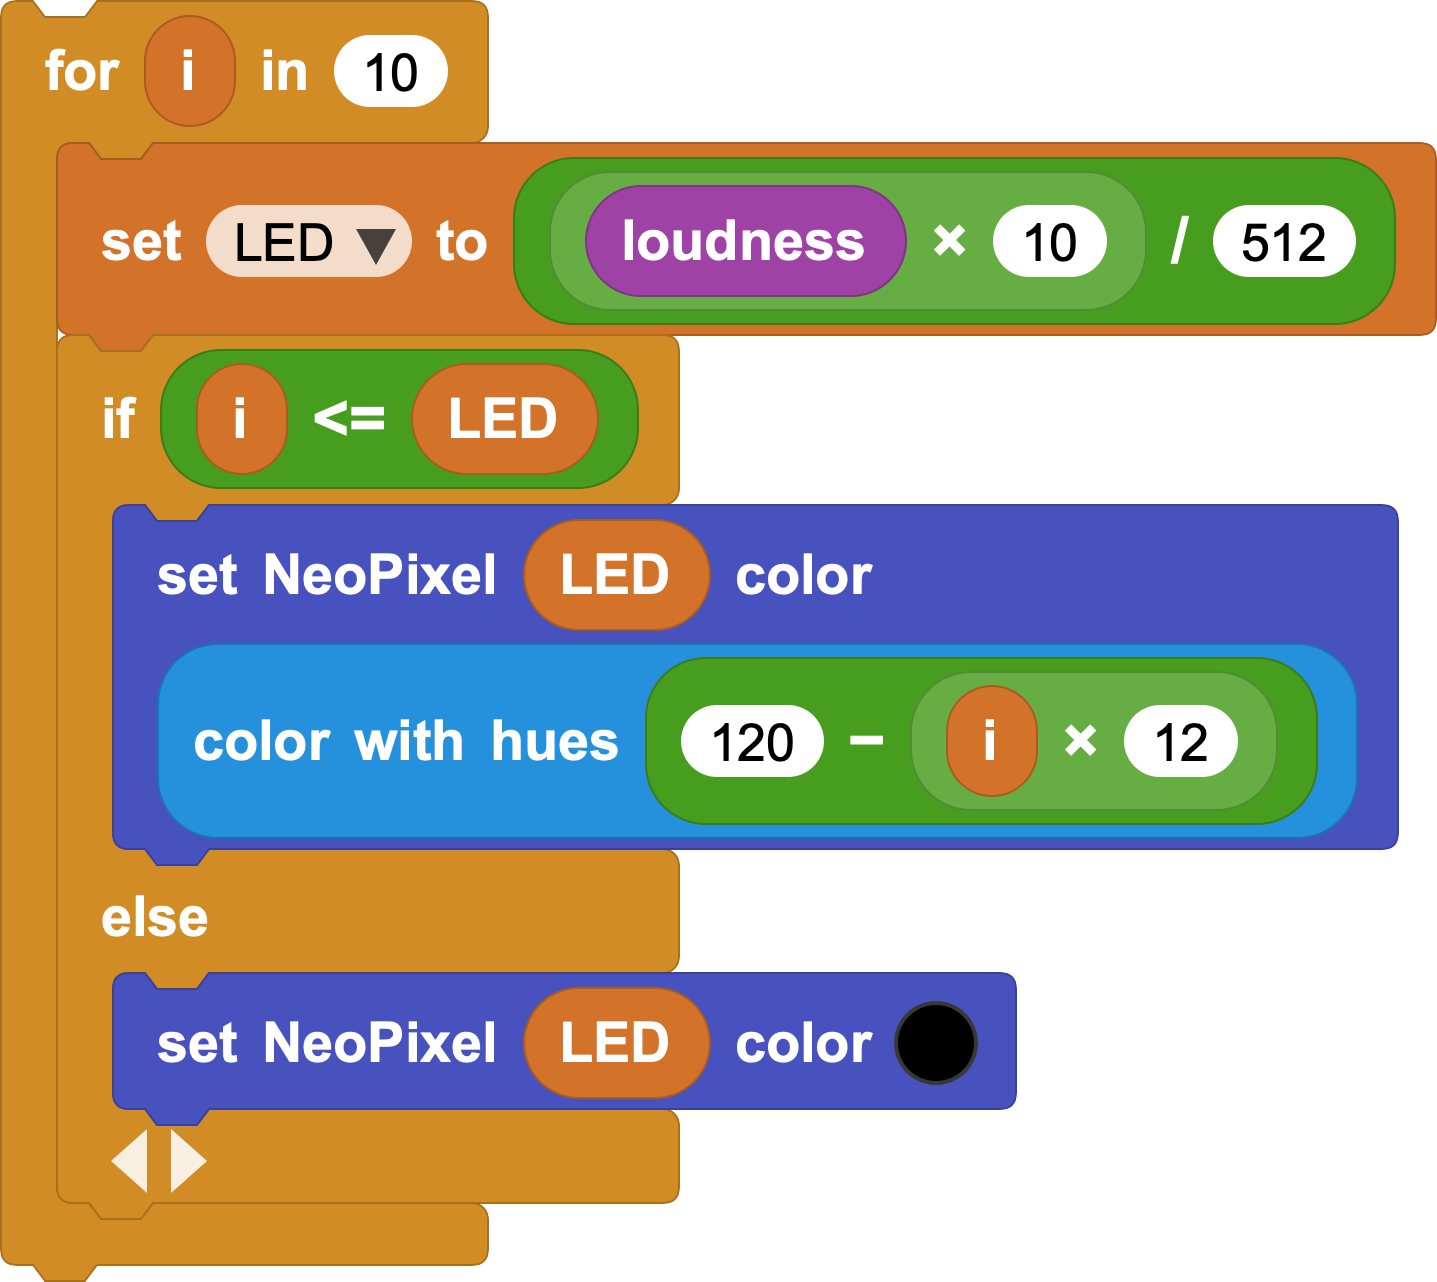 for i in 10
set LED ▼ to loudness × 10 / 512
if i <= LED
set NeoPixel LED color
color with hues 120 − i × 12
else
set NeoPixel LED color